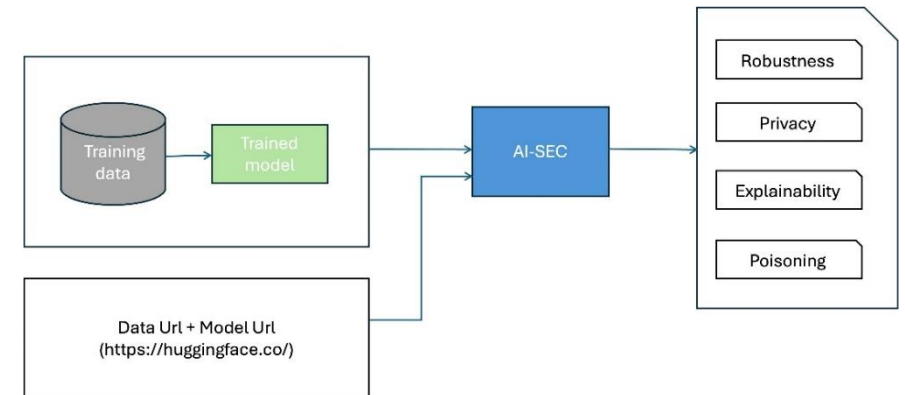 Training
data
Trained
model
Data Url + Model Url
(https://huggingface.co/)
AI-SEC
Robustness
Privacy
Explainability
Poisoning